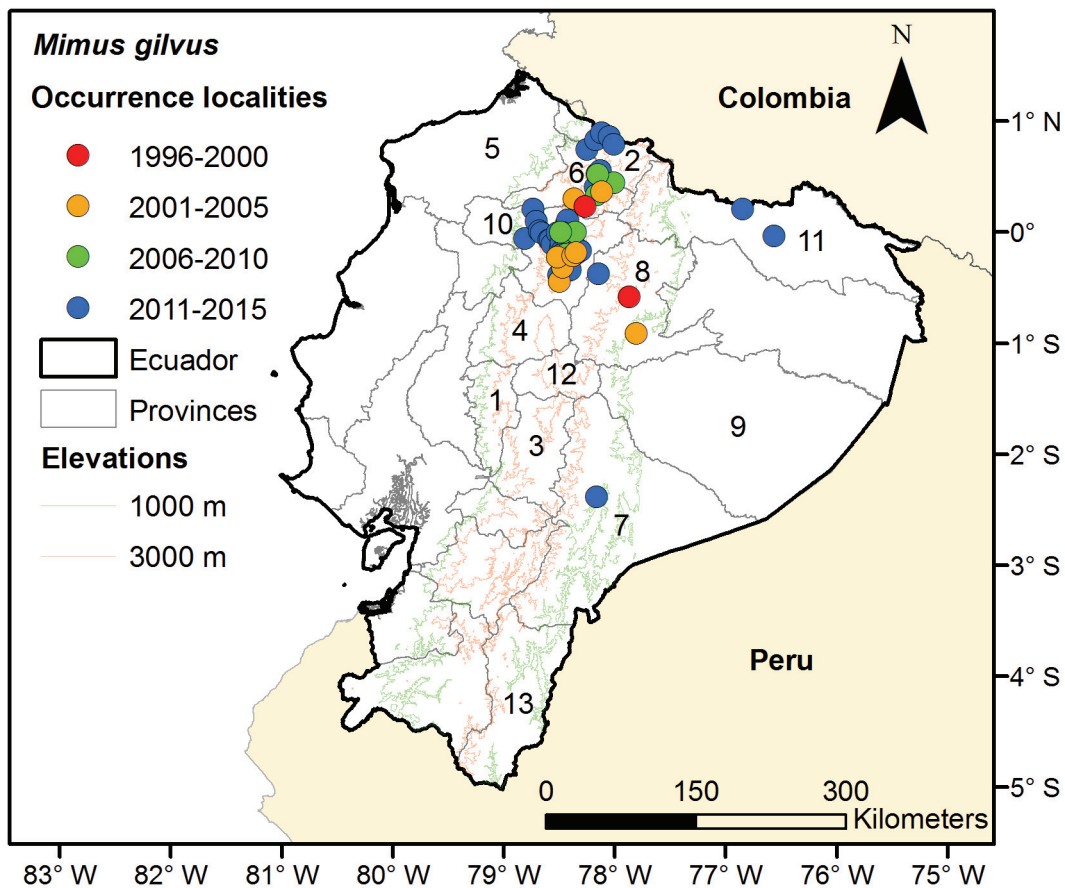 Mimus gilvus
Occurrence localities
1996-2000
2001-2005
2006-2010
2011-2015
Ecuador
Provinces
Elevations
1000 m
3000 m
N
Colombia
Peru
5
2
6
10
11
8
4
12
1
3
9
7
13
0 150 300
Kilometers
1° N
0°
1° S
2° S
3° S
4° S
5° S
83° W 82° W 81° W 80° W 79° W 78° W 77° W 76° W 75° W